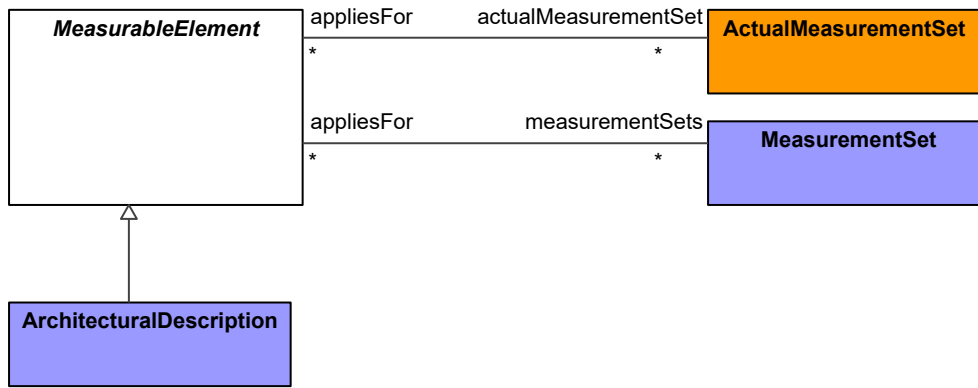 MeasurableElement
appliesFor
actualMeasurementSet
ActualMeasurementSet
*
*
appliesFor
measurementSets
MeasurementSet
*
*
ArchitecturalDescription